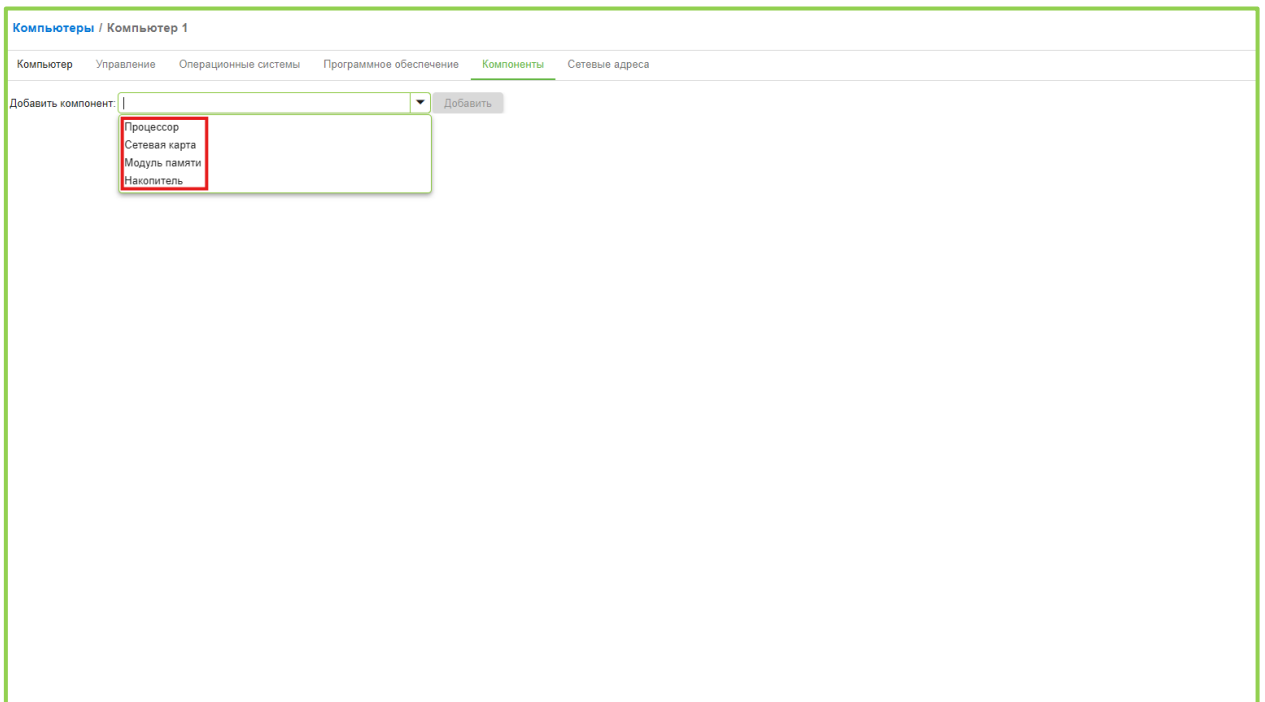 Компьютеры / Компьютер 1
Компьютер Управление Операционные системы Программное обеспечение Компоненты Сетевые адреса
Добавить компонент: Добавить
Процессор
Сетевая карта
Модуль памяти
Накопитель